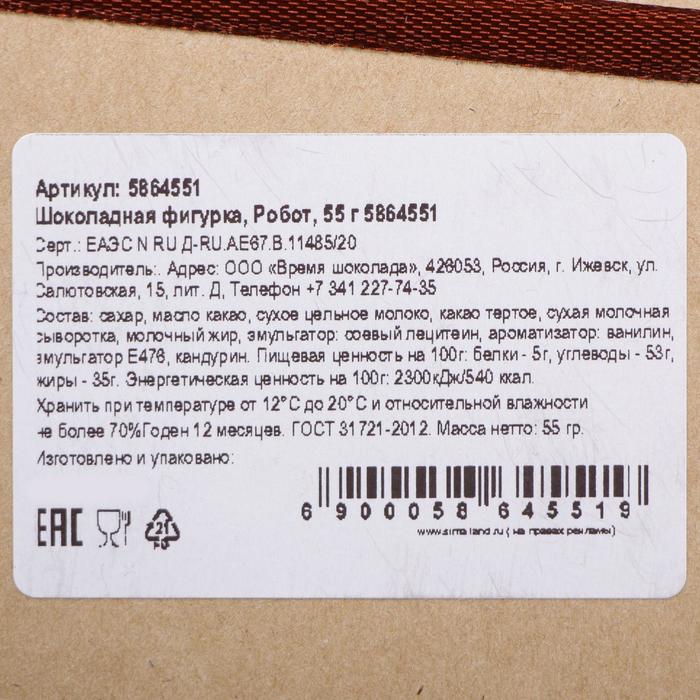 Артикул: 5864551
Шоколадная фигурка, Робот, 55 г 5864551
Серт.: ЕАЭС N RU Д-RU.АЕ67.В.11485/20
Производитель:. Адрес: ООО «Время шоколада», 426053, Россия, г. Ижевск, ул.
Салютовская, 15, лит. Д, Телефон +7 341 227-74-35
Состав: сахар, масло какао, сухое цельное молоко, какао тертое, сухая молочная
сыворотка, молочный жир, эмульгатор: соевый лецитеин, ароматизатор: ванилин,
эмульгатор Е476, кандурин. Пищевая ценность на 100г: белки - 5г, углеводы - 53г,
жиры - 35г. Энергетическая ценность на 100г: 2300кДж/540 ккал.
Хранить при температуре от 12°С до 20°С и относительной влажности
не более 70%Годен 12 месяцев. ГОСТ 31721-2012. Масса нетто: 55 гр.
Изготовлено и упаковано:
6 900058 645519
www.sima-land.ru ( на правах рекламы)
ЕАС
21